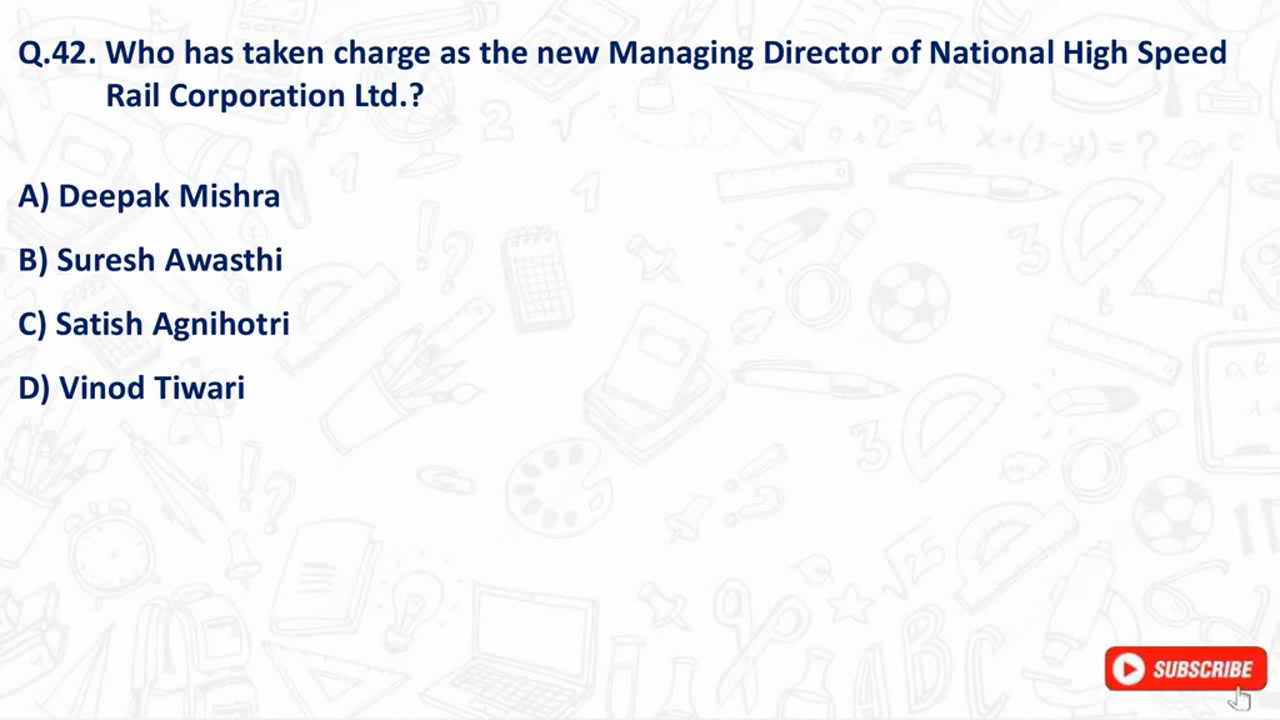 Q.42. Who has taken charge as the new Managing Director of National High Speed
Rail Corporation Ltd.?
A) Deepak Mishra
B) Suresh Awasthi
C) Satish Agnihotri
D) Vinod Tiwari
SUBSCRIBE